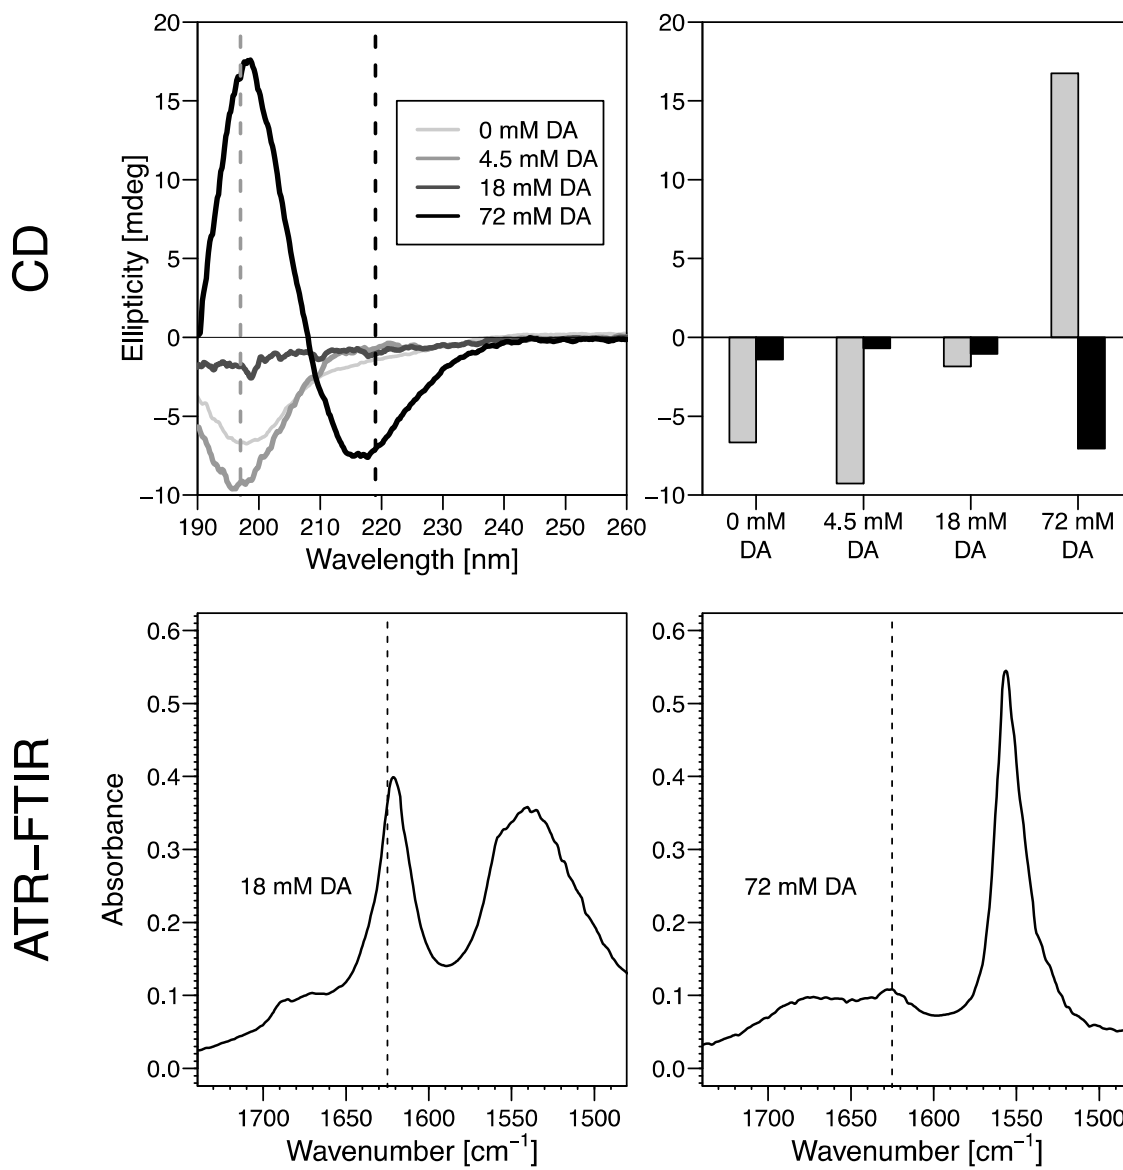 CD
Ellipticity [mdeg]
20
15
10
5
0
−5
−10
190 200 210 220 230 240 250 260
Wavelength [nm]
0 mM DA
4.5 mM DA
18 mM DA
72 mM DA
20
15
10
5
0
−5
−10
0 mM 4.5 mM 18 mM 72 mM
DA DA DA DA
ATR−FTIR
Absorbance
0.6
0.5
0.4
0.3
0.2
0.1
0.0
18 mM DA
1700 1650 1600 1550 1500
Wavenumber [cm⁻¹]
0.6
0.5
0.4
0.3
0.2
0.1
0.0
72 mM DA
1700 1650 1600 1550 1500
Wavenumber [cm⁻¹]